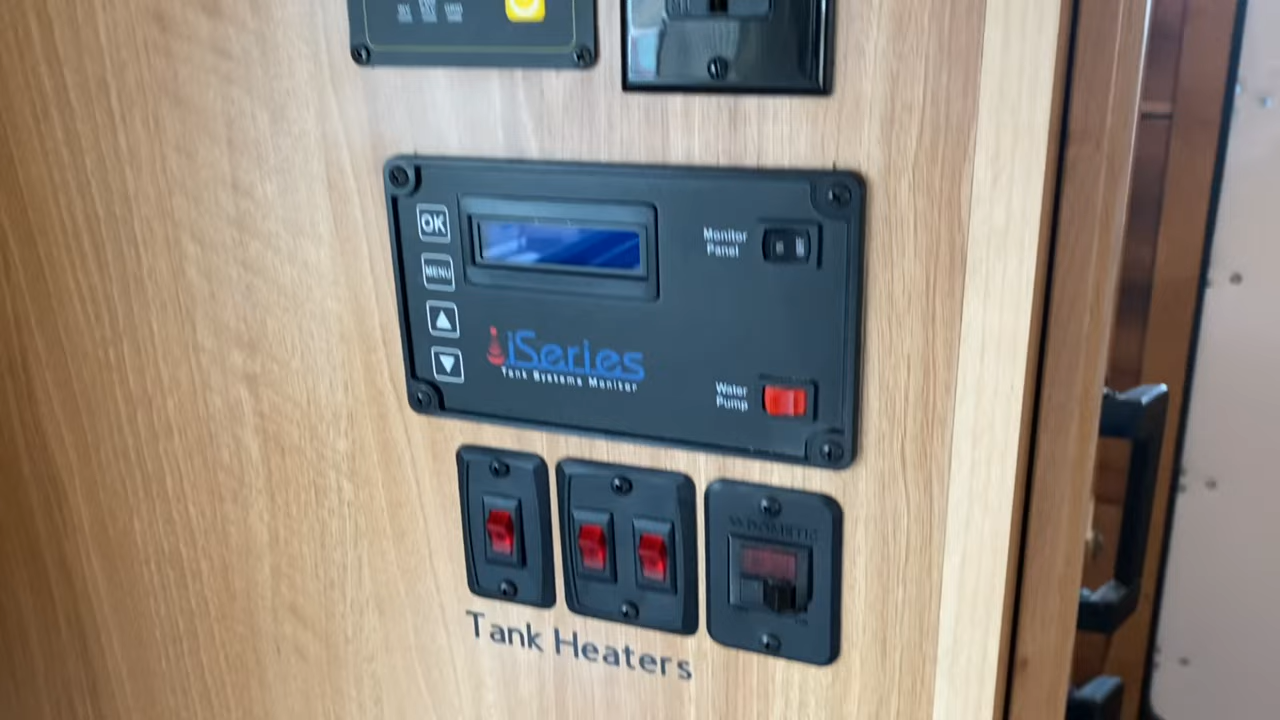 OK
MENU
Monitor
Panel
iSeries
Tank Systems Monitor
Water
Pump
DOMETIC
Tank Heaters